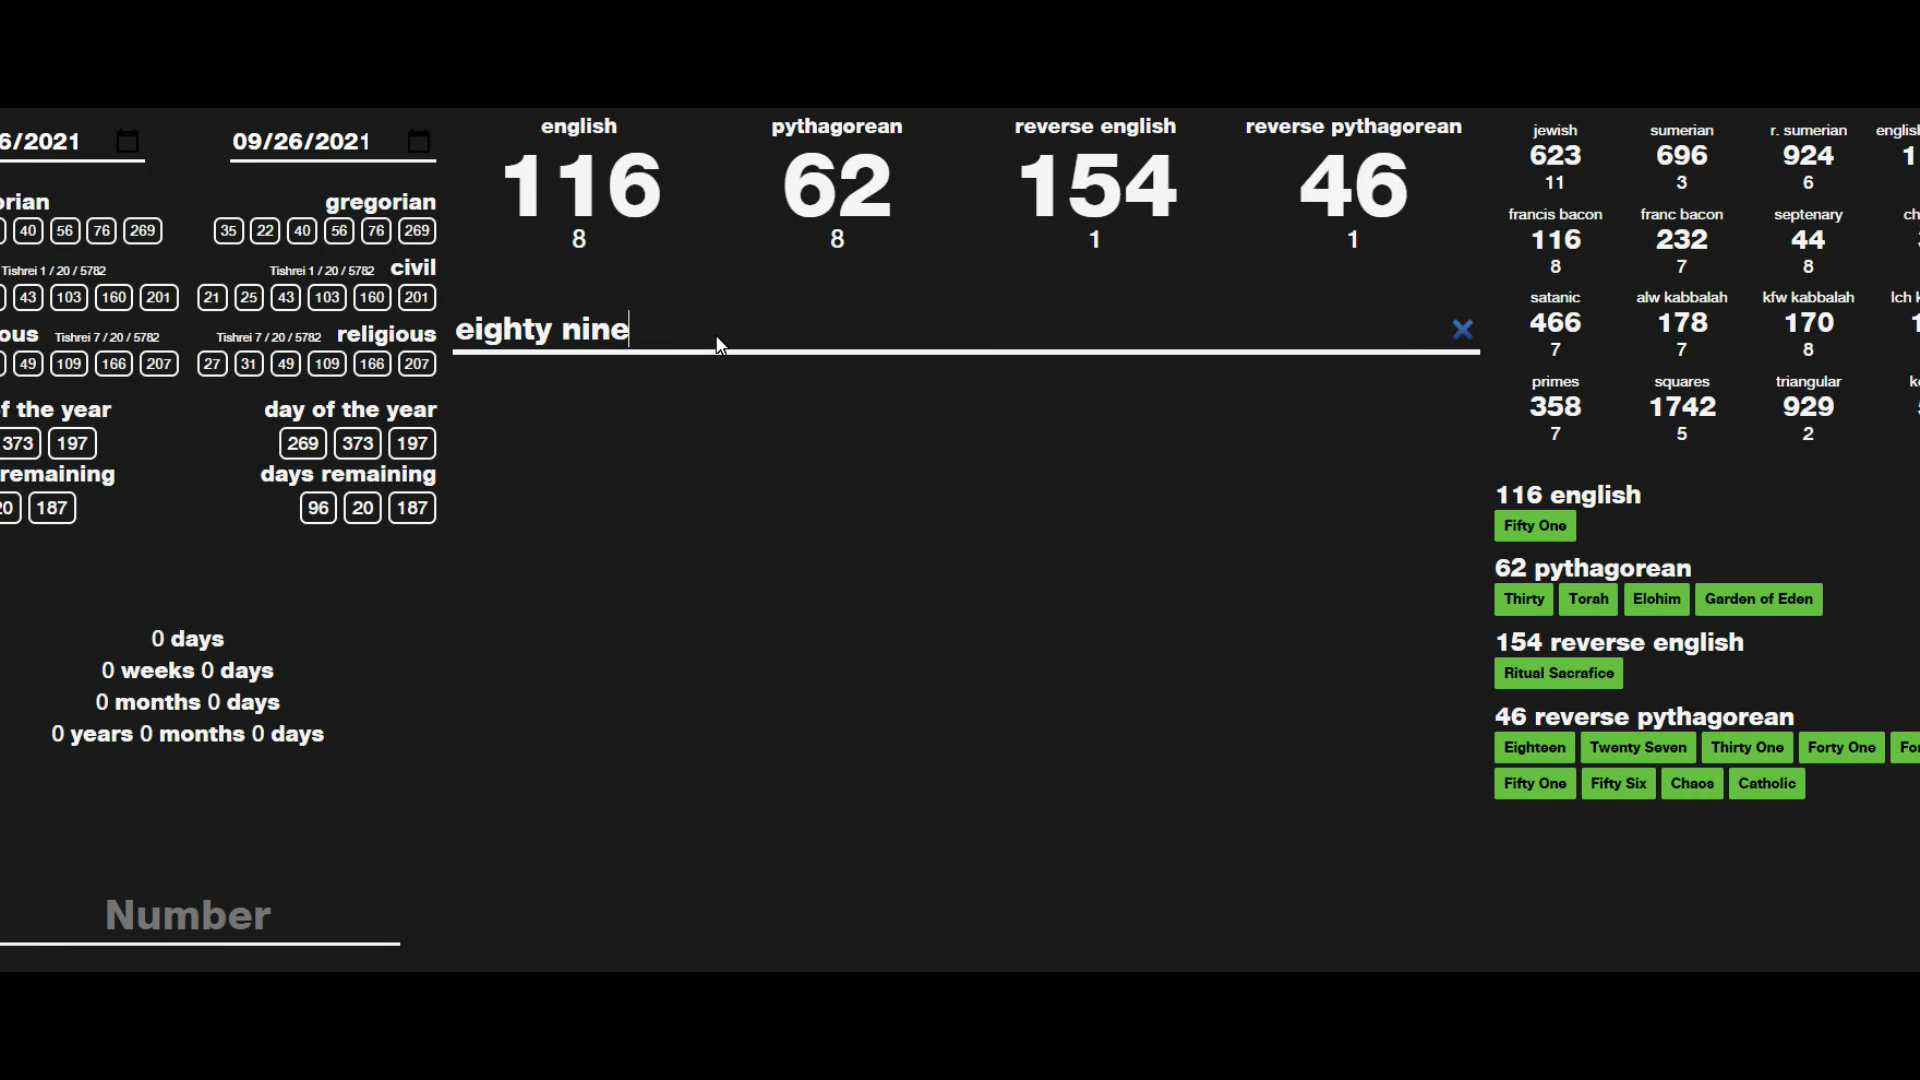 6/2021 09/26/2021
orian gregorian
40 56 76 269 35 22 40 56 76 269
Tishrei 1 / 20 / 5782 Tishrei 1 / 20 / 5782 civil
43 103 160 201 21 25 43 103 160 201
ous Tishrei 7 / 20 / 5782 Tishrei 7 / 20 / 5782 religious
49 109 166 207 27 31 49 109 166 207
f the year day of the year
373 197 269 373 197
remaining days remaining
20 187 96 20 187
0 days
0 weeks 0 days
0 months 0 days
0 years 0 months 0 days
Number
english pythagorean reverse english reverse pythagorean
116 62 154 46
8 8 1 1
eighty nine
jewish sumerian r. sumerian english
623 696 924 1
11 3 6
francis bacon franc bacon septenary ch
116 232 44
8 7 8
satanic alw kabbalah kfw kabbalah lch k
466 178 170 1
7 7 8
primes squares triangular
358 1742 929
7 5 2
116 english
Fifty One
62 pythagorean
Thirty Torah Elohim Garden of Eden
154 reverse english
Ritual Sacrafice
46 reverse pythagorean
Eighteen Twenty Seven Thirty One Forty One For
Fifty One Fifty Six Chaos Catholic